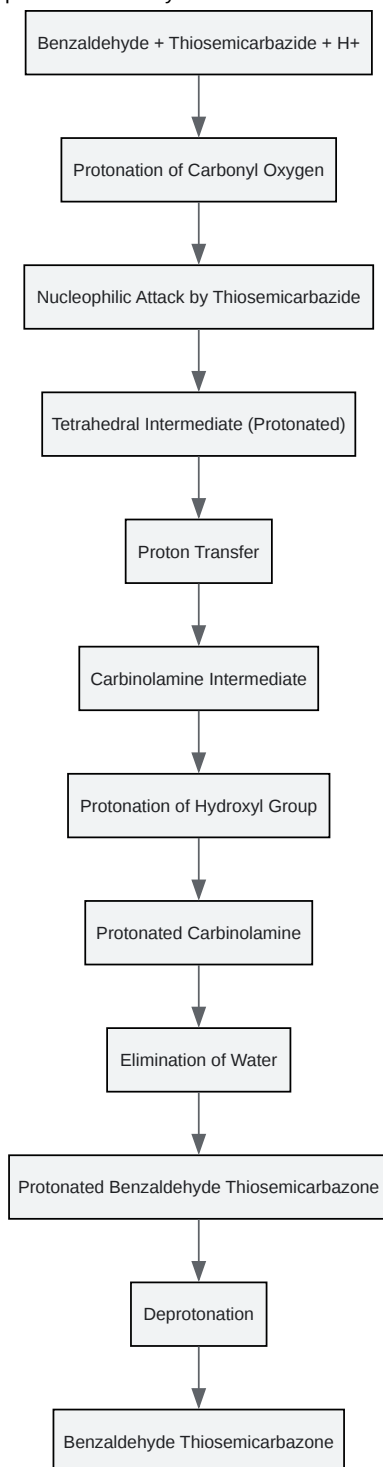 Benzaldehyde + Thiosemicarbazide + H+
Protonation of Carbonyl Oxygen
Nucleophilic Attack by Thiosemicarbazide
Tetrahedral Intermediate (Protonated)
Proton Transfer
Carbinolamine Intermediate
Protonation of Hydroxyl Group
Protonated Carbinolamine
Elimination of Water
Protonated Benzaldehyde Thiosemicarbazone
Deprotonation
Benzaldehyde Thiosemicarbazone